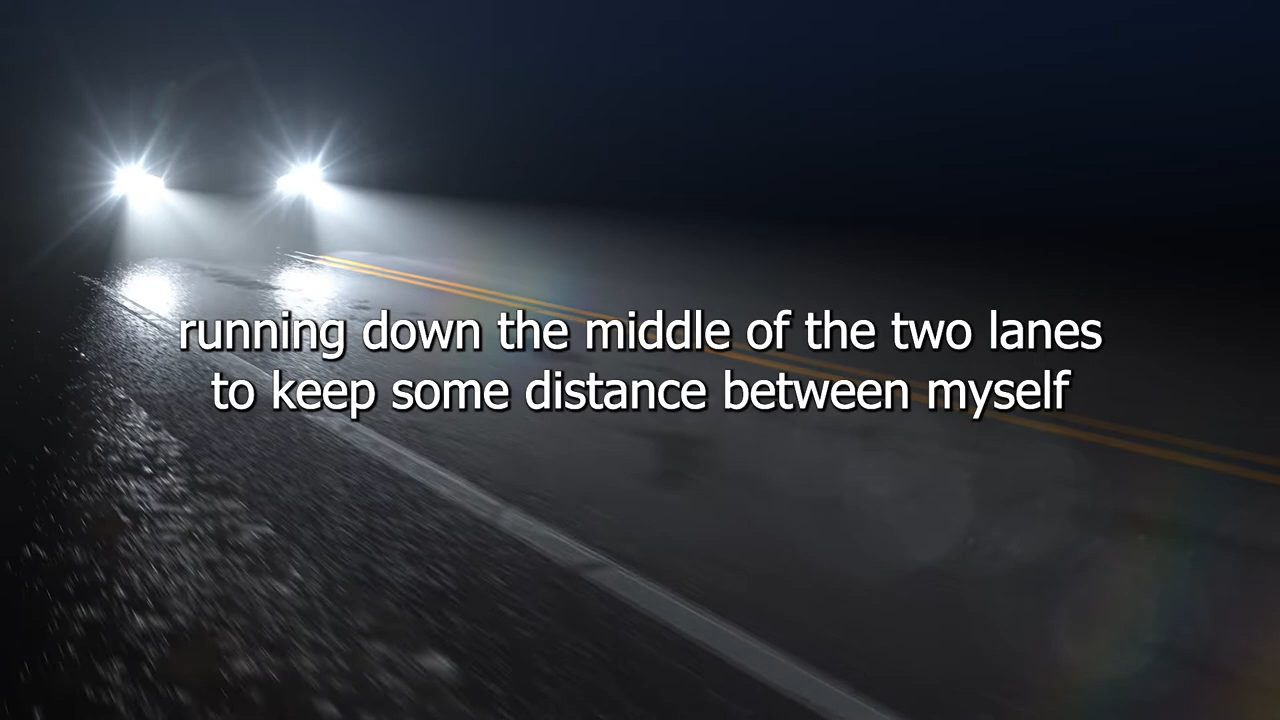 running down the middle of the two lanes
to keep some distance between myself